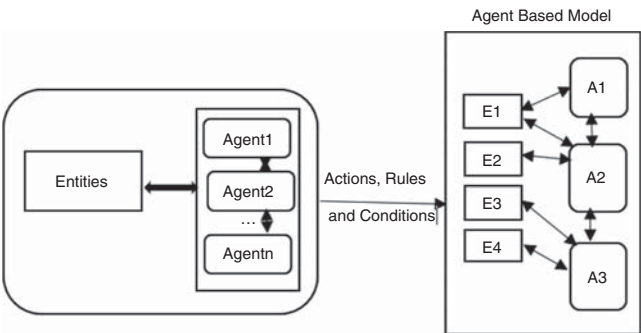 Agent Based Model
Entities
Agent1
Agent2
...
Agentn
Actions, Rules
and Conditions
E1
E2
E3
E4
A1
A2
A3